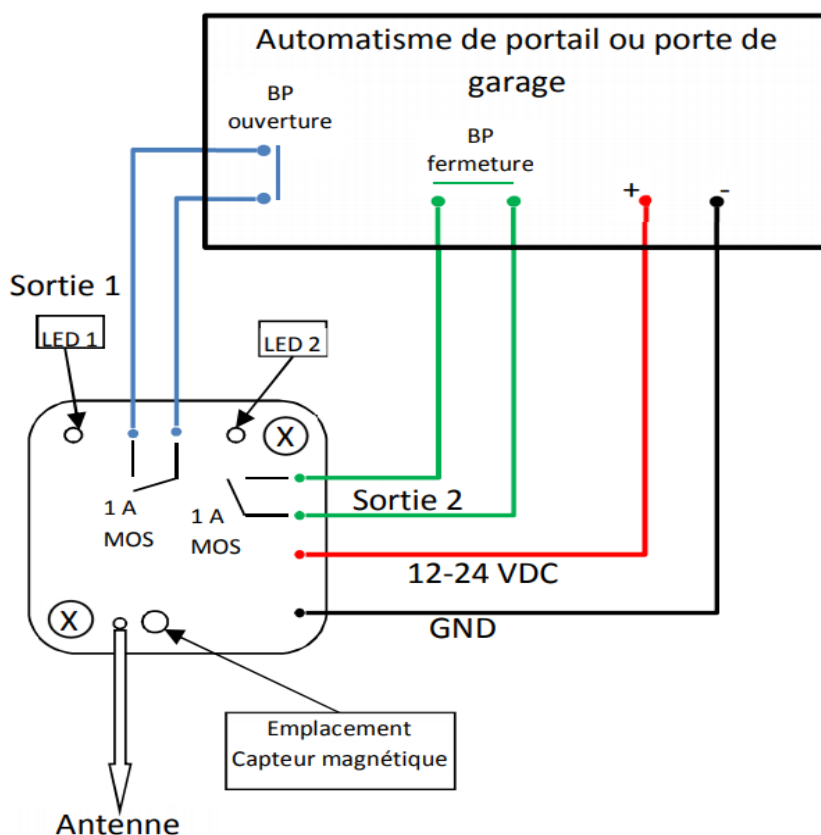 Automatisme de portail ou porte de
garage
BP
ouverture
BP
fermeture
+
-
Sortie 1
LED 1
LED 2
X
1 A
MOS
1 A
MOS
Sortie 2
12-24 VDC
GND
X
Emplacement
Capteur magnétique
Antenne